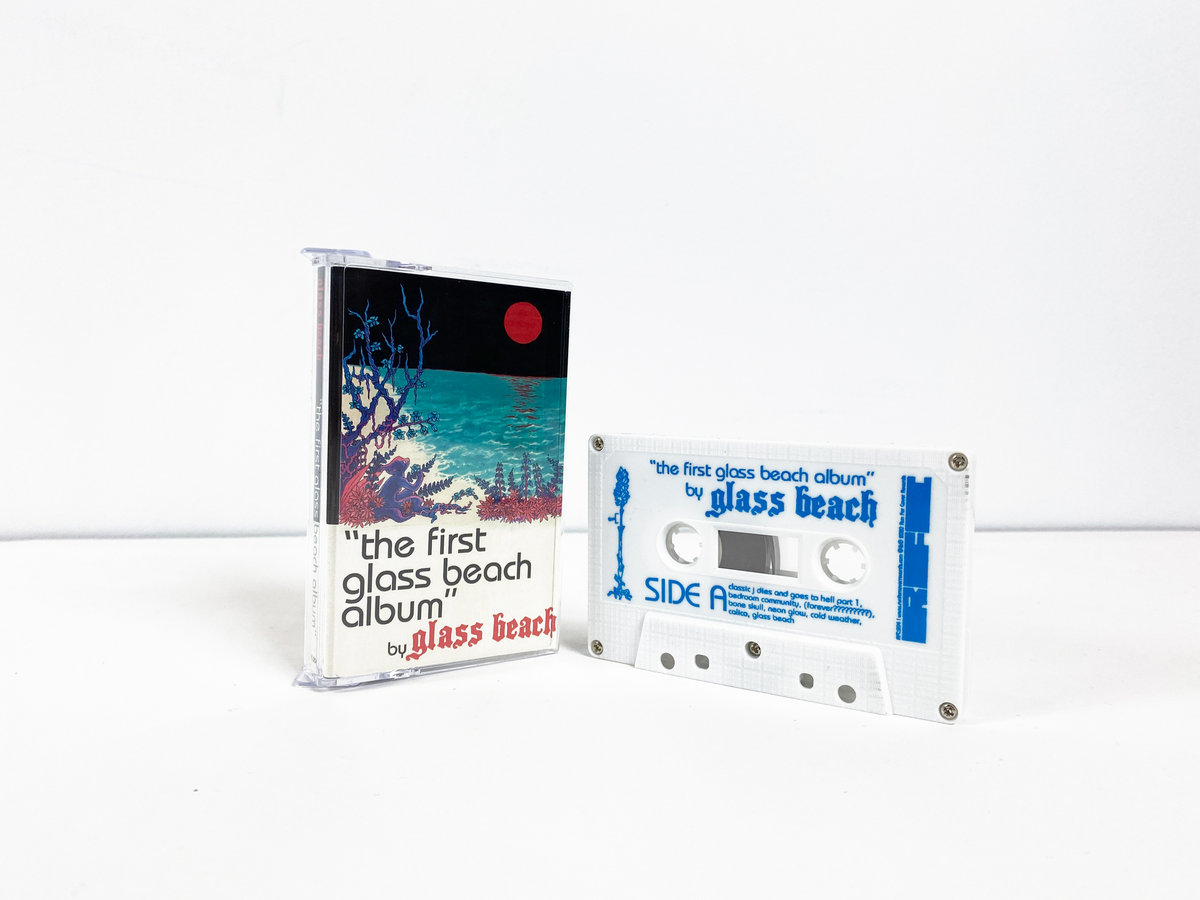 "the first glass beach album"
"the first
glass beach
album"
by glass beach
"the first glass beach album"
by glass beach
SIDE A
classic j dies and goes to hell part 1,
bedroom community, (forever?????????),
bone skull, neon glow, cold weather,
calico, glass beach